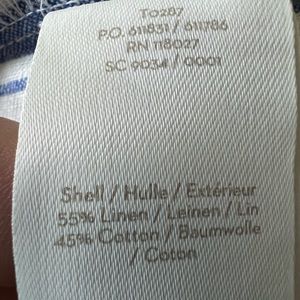 T0287
P.O. 611831 / 611786
RN 118027
SC 9034 / 0001
Shell / Hulle / Extérieur
55% Linen / Leinen / Lin
45% Cotton / Baumwolle
/ Coton